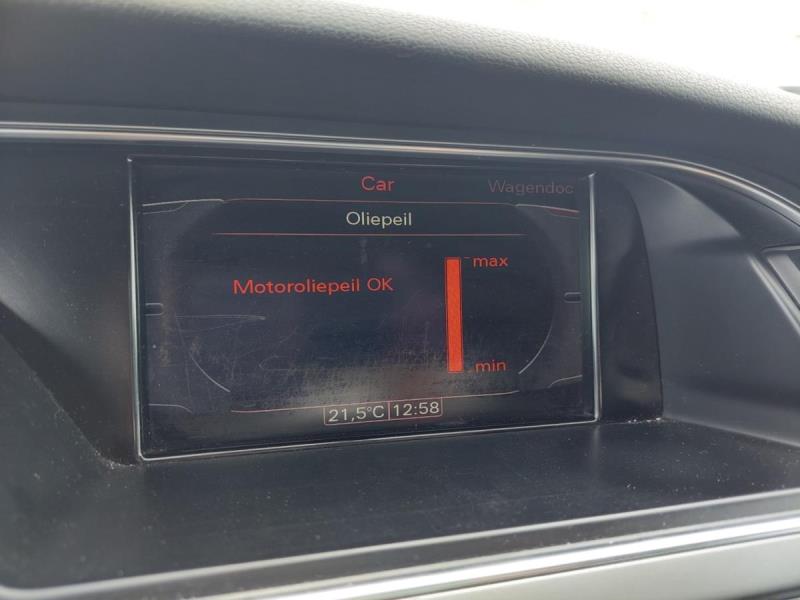 Car
Wagendoc
Oliepeil
max
Motoroliepeil OK
min
21,5°C 12:58